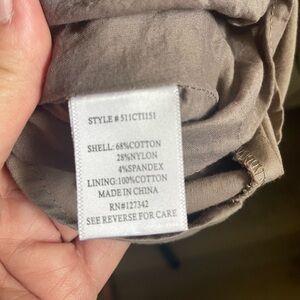 STYLE # 511CT1151
SHELL: 68%COTTON
28%NYLON
4%SPANDEX
LINING:100%COTTON
MADE IN CHINA
RN#127342
SEE REVERSE FOR CARE